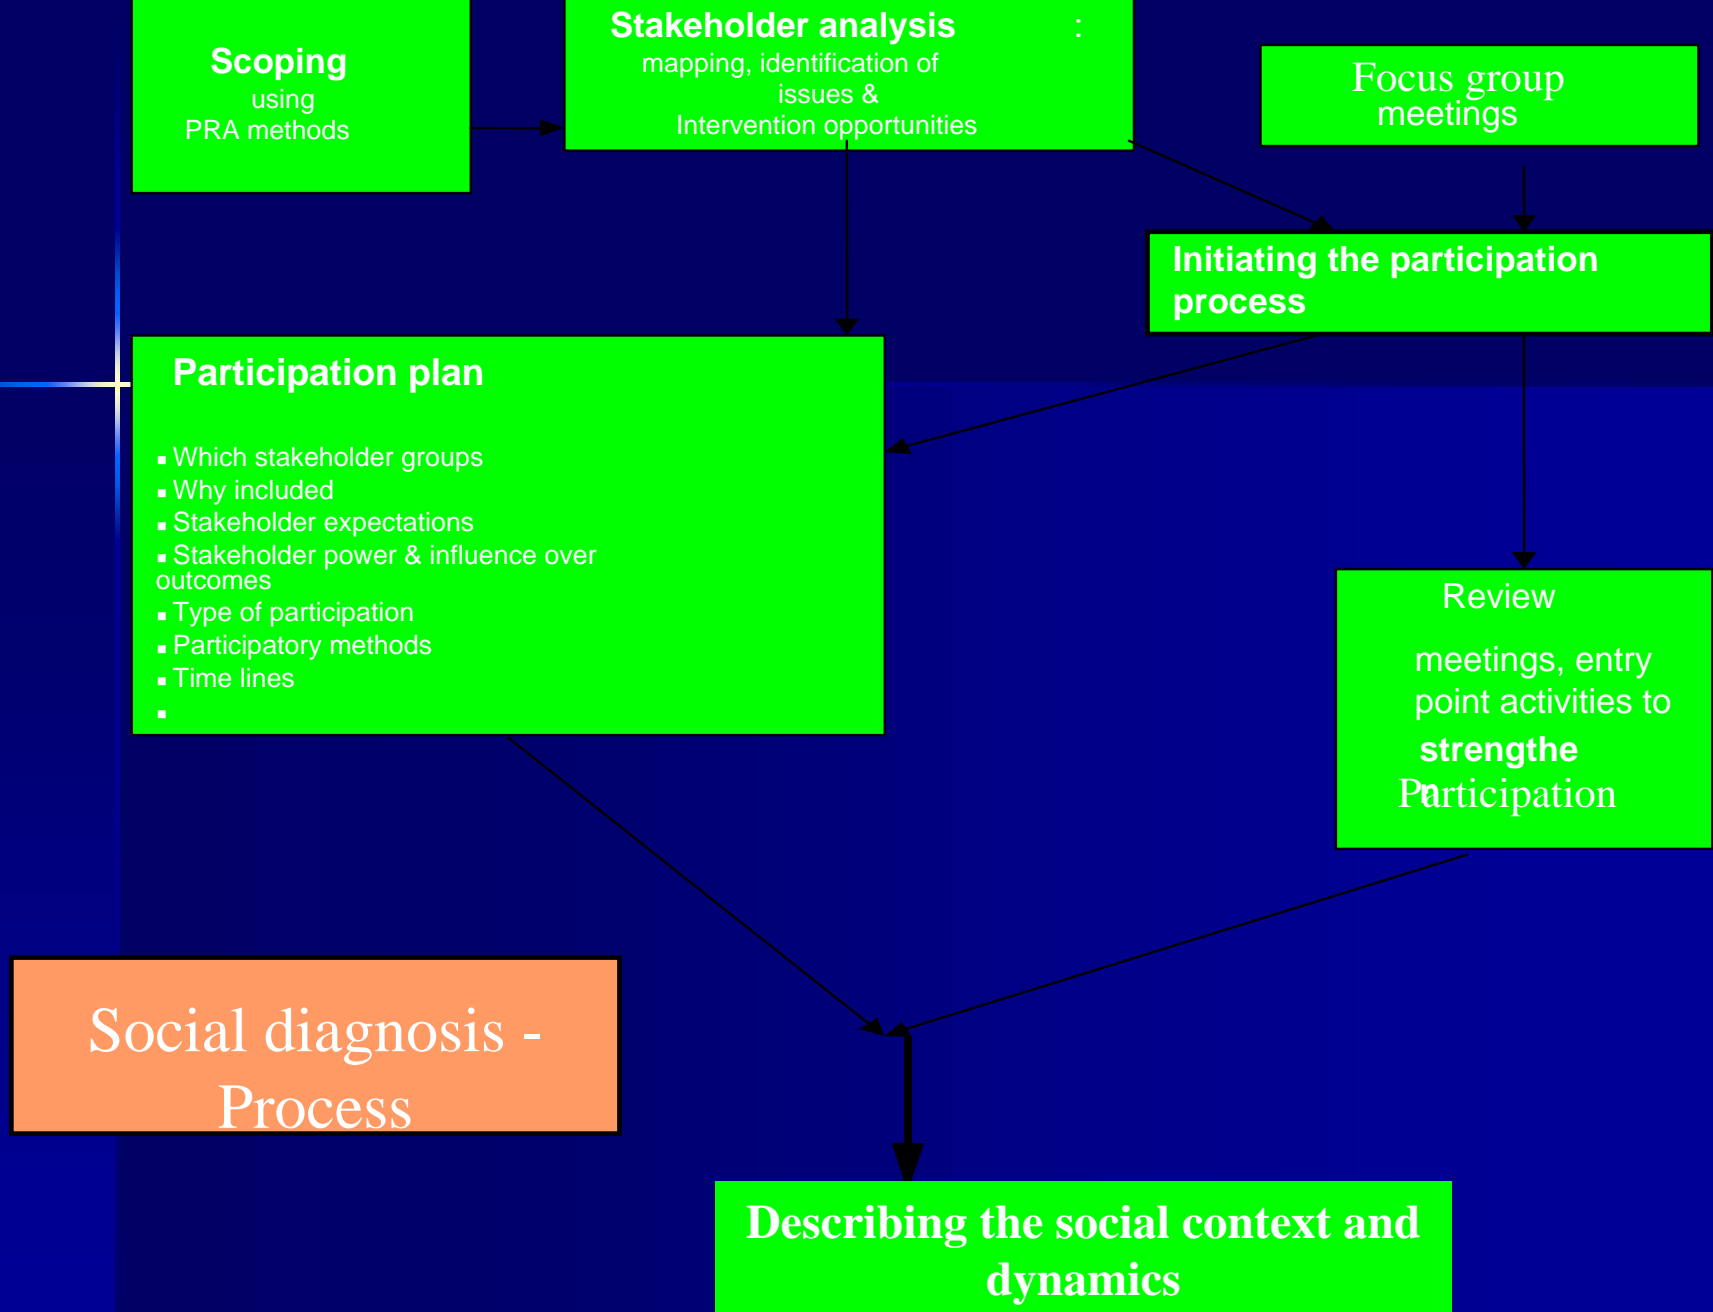 Scoping
using
PRA methods
Stakeholder analysis :
mapping, identification of
issues &
Intervention opportunities
Focus group
meetings
Initiating the participation
process
Participation plan
▪ Which stakeholder groups
▪ Why included
▪ Stakeholder expectations
▪ Stakeholder power & influence over
outcomes
▪ Type of participation
▪ Participatory methods
▪ Time lines
▪
Review
meetings, entry
point activities to
strengthe
n
Participation
Social diagnosis -
Process
Describing the social context and
dynamics